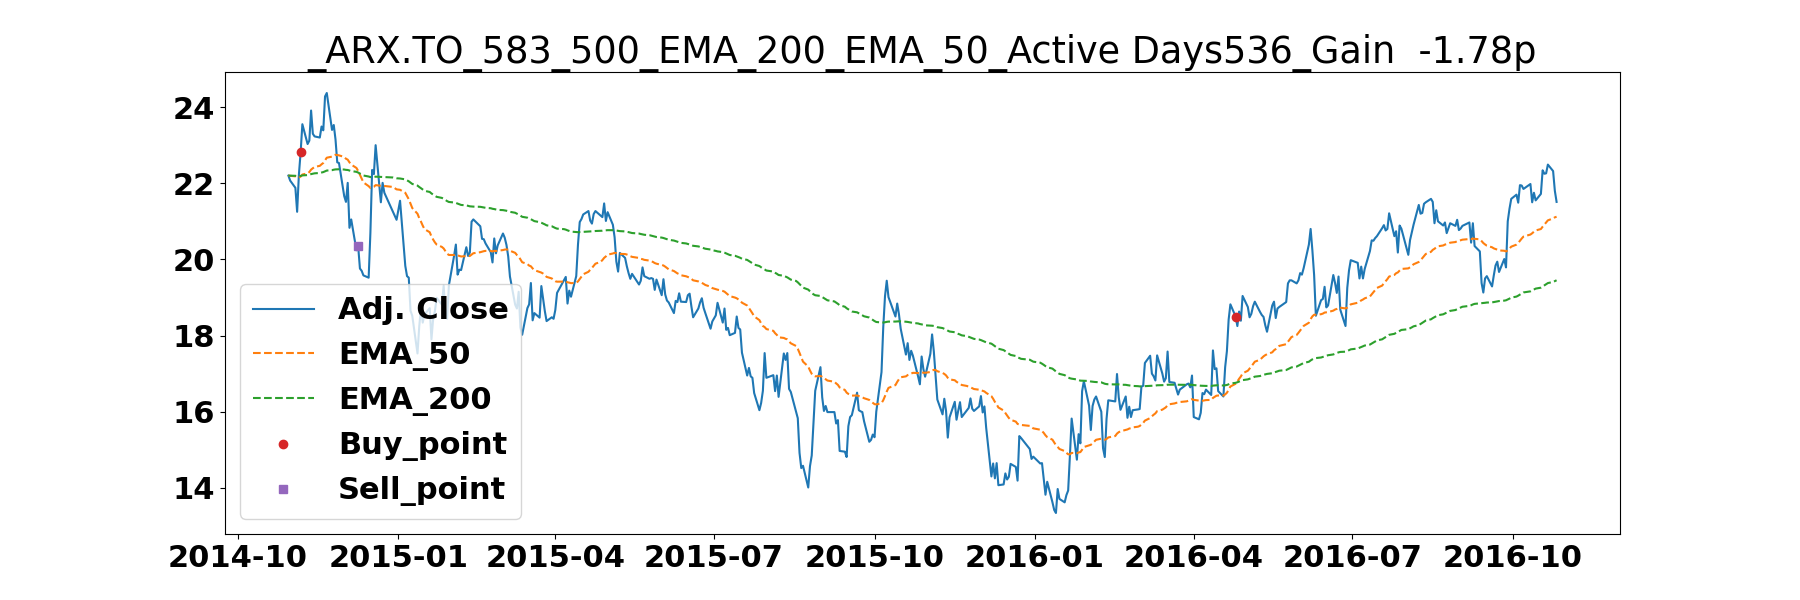 _ARX.TO_583_500_EMA_200_EMA_50_Active Days536_Gain  -1.78p
24
22
20
18
16
14
Adj. Close
EMA_50
EMA_200
Buy_point
Sell_point
2014-10 2015-01 2015-04 2015-07 2015-10 2016-01 2016-04 2016-07 2016-10